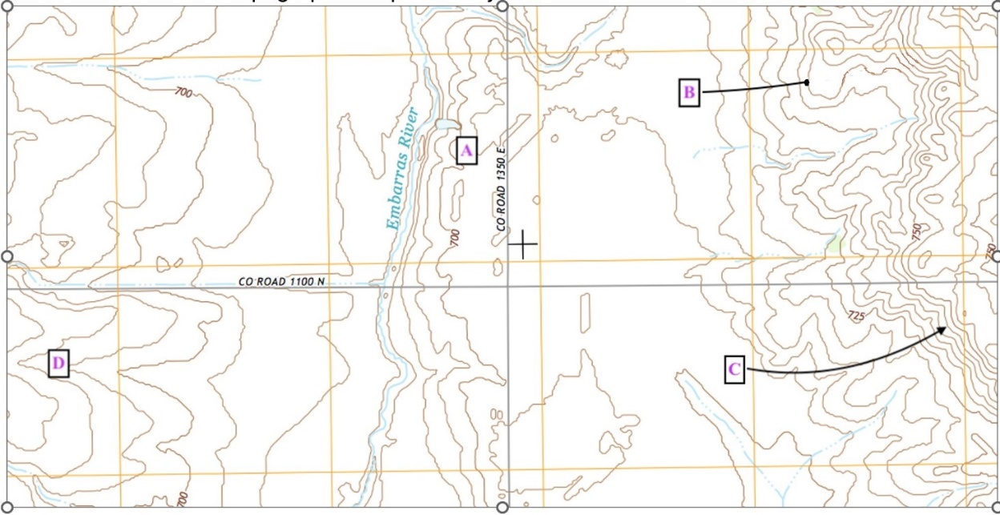 700
B
A
Embarras River
CO ROAD 1350 E
700
750
750
CO ROAD 1100 N
725
D
C
700